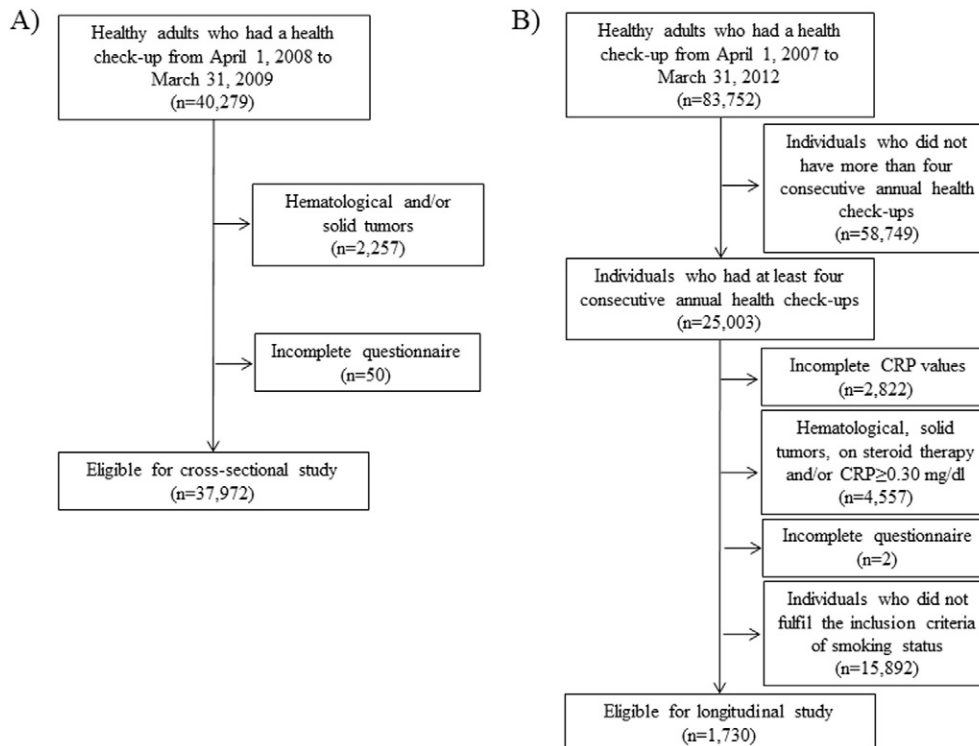 A)
Healthy adults who had a health
check-up from April 1, 2008 to
March 31, 2009
(n=40,279)
Hematological and/or
solid tumors
(n=2,257)
Incomplete questionnaire
(n=50)
Eligible for cross-sectional study
(n=37,972)
B)
Healthy adults who had a health
check-up from April 1, 2007 to
March 31, 2012
(n=83,752)
Individuals who did not
have more than four
consecutive annual health
check-ups
(n=58,749)
Individuals who had at least four
consecutive annual health check-ups
(n=25,003)
Incomplete CRP values
(n=2,822)
Hematological, solid
tumors, on steroid therapy
and/or CRP≥0.30 mg/dl
(n=4,557)
Incomplete questionnaire
(n=2)
Individuals who did not
fulfil the inclusion criteria
of smoking status
(n=15,892)
Eligible for longitudinal study
(n=1,730)